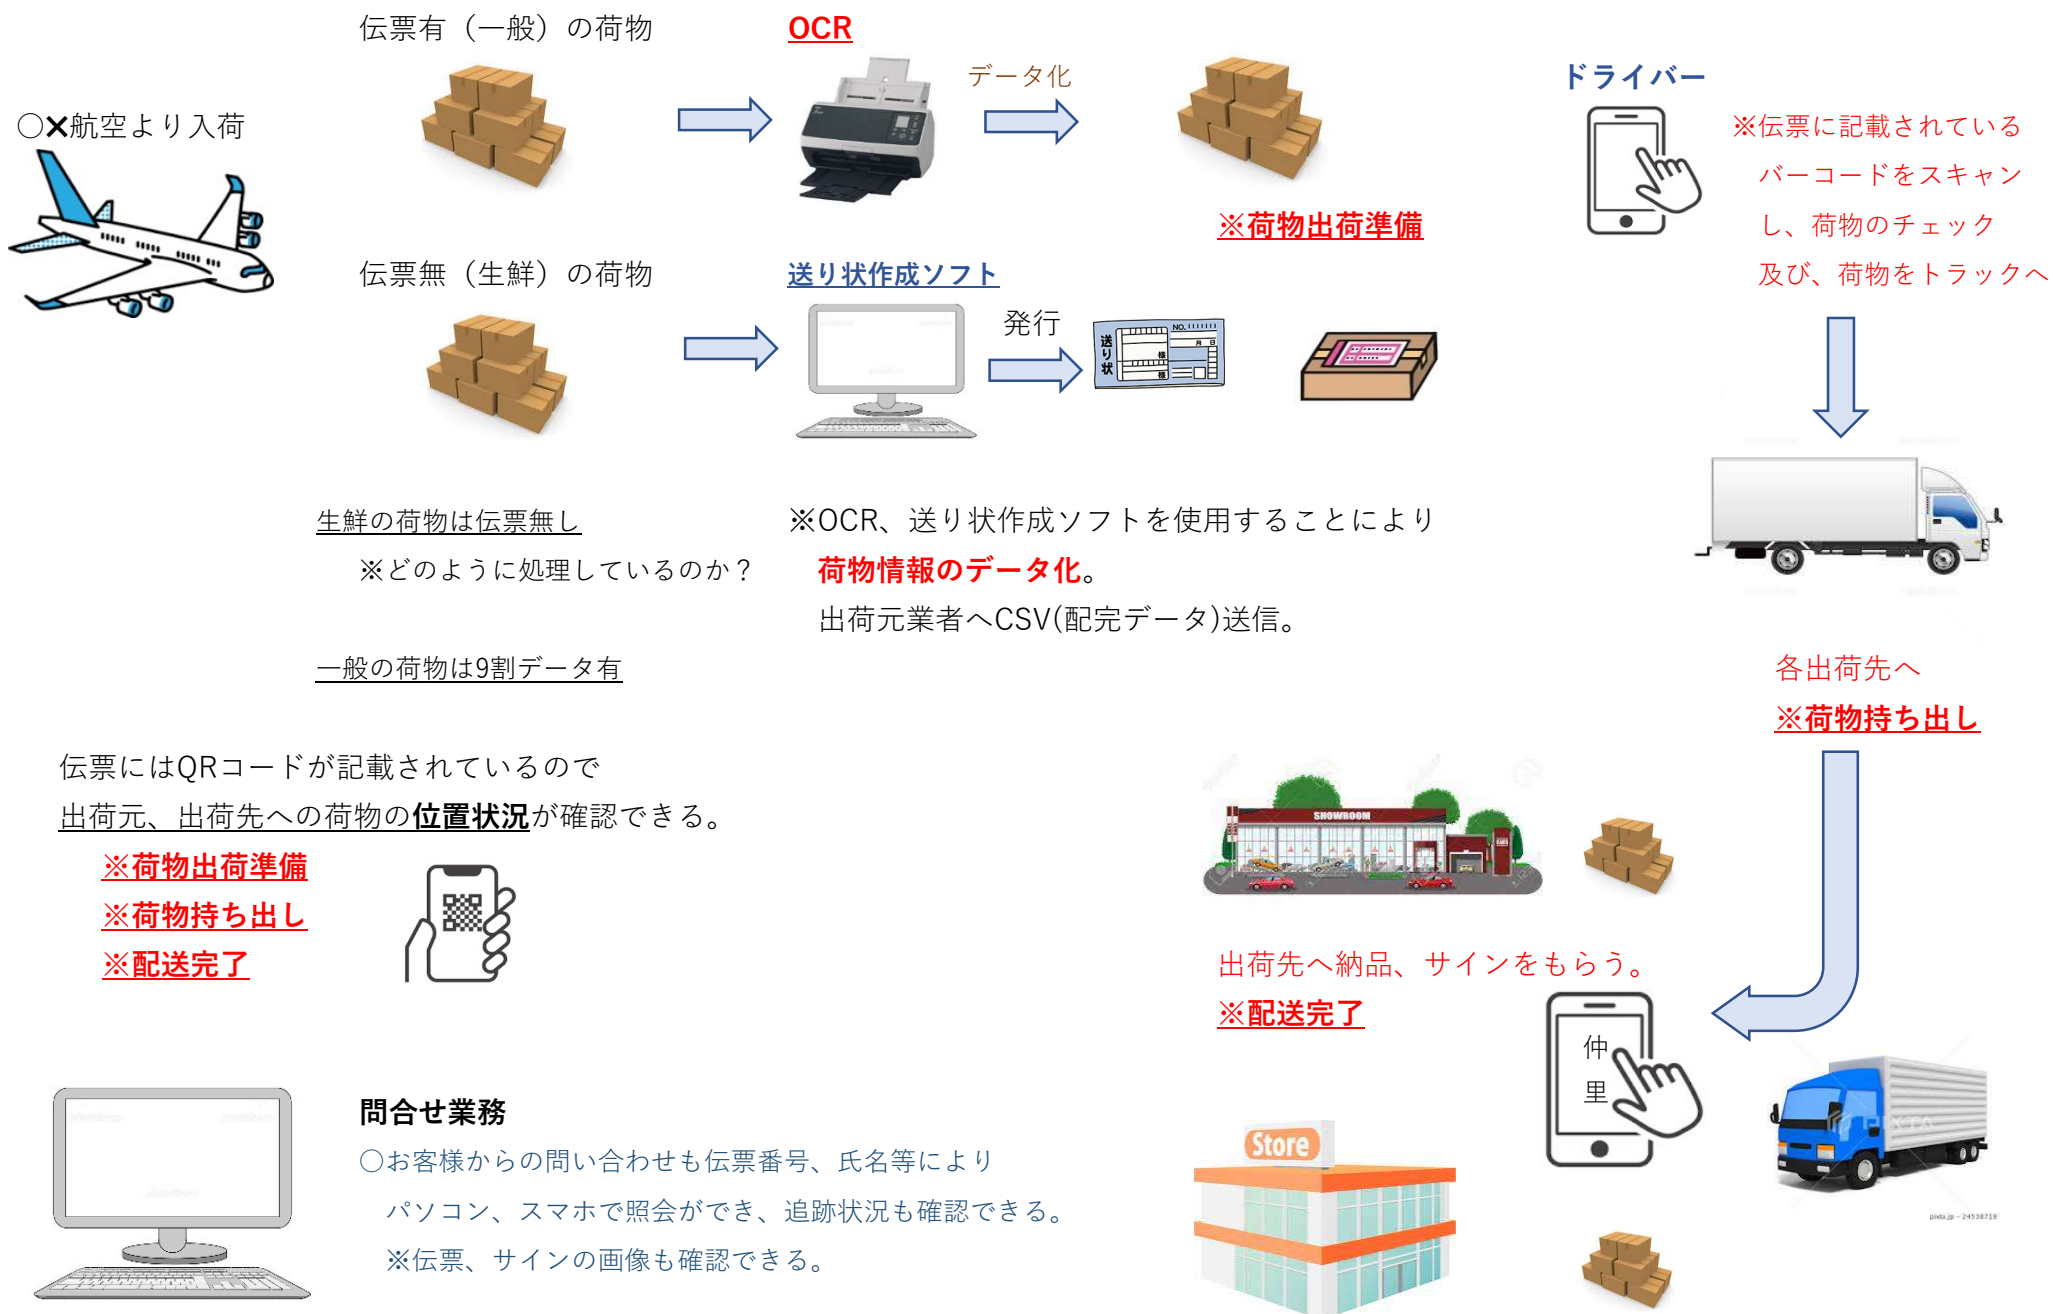 伝票有（一般）の荷物
OCR
データ化
ドライバー
○×航空より入荷
※伝票に記載されている
バーコードをスキャン
し、荷物のチェック
及び、荷物をトラックへ
※荷物出荷準備
伝票無（生鮮）の荷物
送り状作成ソフト
発行
送り状
NO.
月 日
様
様
生鮮の荷物は伝票無し
※どのように処理しているのか？
※OCR、送り状作成ソフトを使用することにより
荷物情報のデータ化。
出荷元業者へCSV(配完データ)送信。
一般の荷物は9割データ有
各出荷先へ
※荷物持ち出し
伝票にはQRコードが記載されているので
出荷元、出荷先への荷物の位置状況が確認できる。
※荷物出荷準備
※荷物持ち出し
※配送完了
SHOWROOM
出荷先へ納品、サインをもらう。
※配送完了
仲里
問合せ業務
○お客様からの問い合わせも伝票番号、氏名等により
パソコン、スマホで照会ができ、追跡状況も確認できる。
※伝票、サインの画像も確認できる。
Store
PIXTA
pixta.jp - 24538719